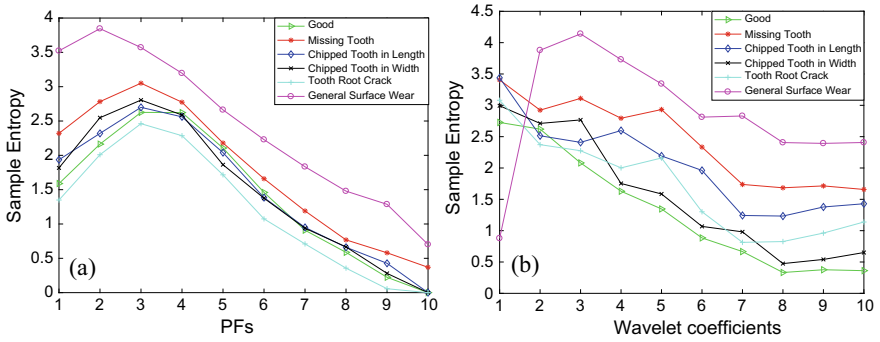 4
3.5
3
2.5
2
1.5
1
0.5
0
Sample Entropy
Good
Missing Tooth
Chipped Tooth in Length
Chipped Tooth in Width
Tooth Root Crack
General Surface Wear
(a)
1 2 3 4 5 6 7 8 9 10
PFs
4.5
4
3.5
3
2.5
2
1.5
1
0.5
0
Sample Entropy
Good
Missing Tooth
Chipped Tooth in Length
Chipped Tooth in Width
Tooth Root Crack
General Surface Wear
(b)
1 2 3 4 5 6 7 8 9 10
Wavelet coefficients